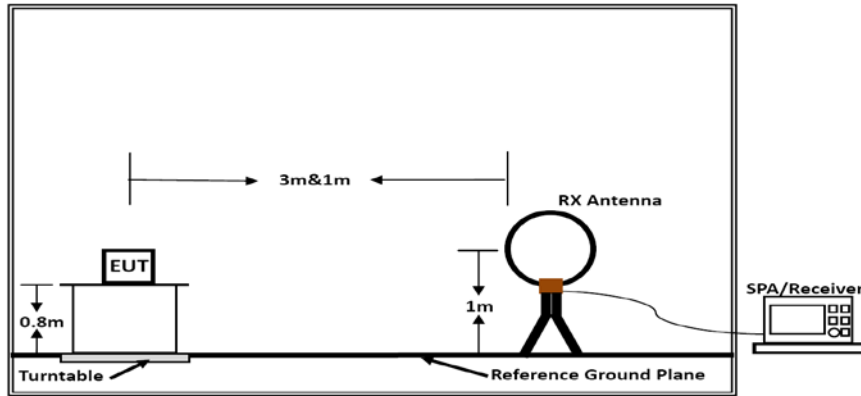 3m&1m
RX Antenna
EUT
SPA/Receiver
0.8m
1m
Turntable
Reference Ground Plane